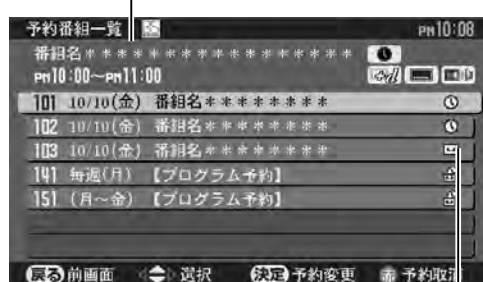 予約番組一覧 PM10:08
番組名＊＊＊＊＊＊＊＊＊＊＊＊＊＊＊＊
PM10:00～PM11:00
101 10/10(金) 番組名＊＊＊＊＊＊＊
102 10/10(金) 番組名＊＊＊＊＊＊＊
103 10/10(金) 番組名＊＊＊＊＊＊＊
141 毎週(月) 【プログラム予約】
151 (月～金) 【プログラム予約】
戻る 前画面 選択 決定 予約変更 赤 予約取消